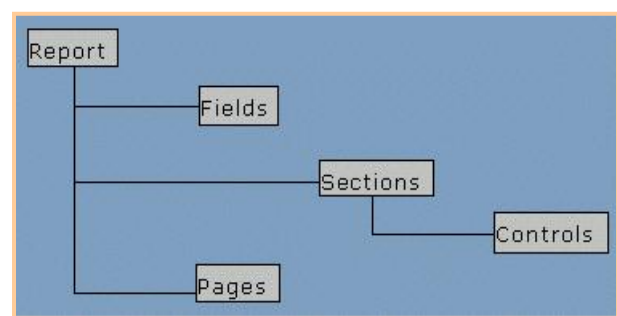 Report
Fields
Sections
Controls
Pages